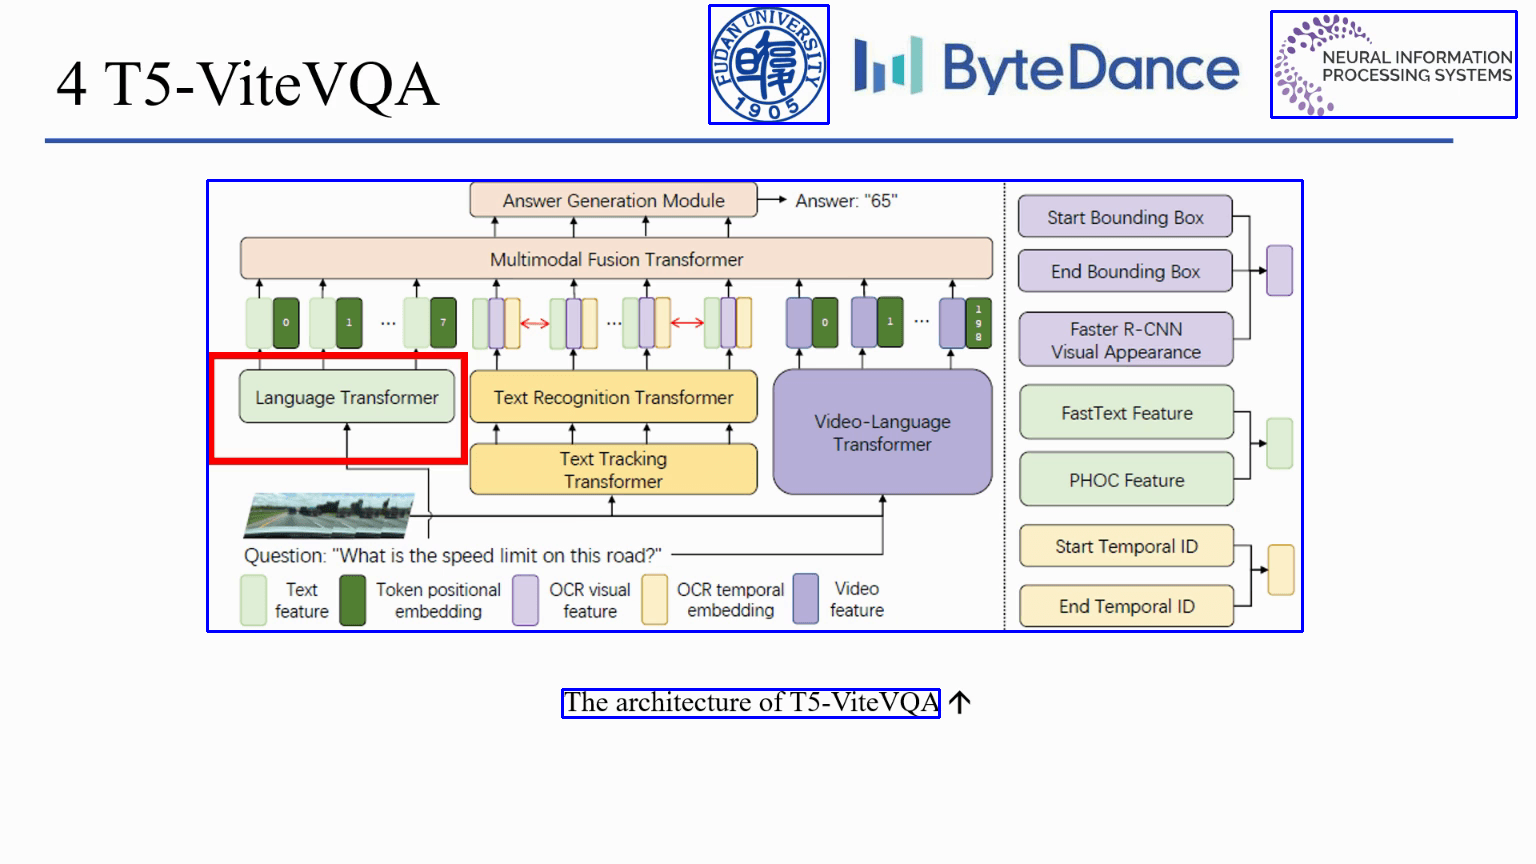 4 T5-ViteVQA
FUDAN UNIVERSITY
1905
ByteDance
NEURAL INFORMATION
PROCESSING SYSTEMS
Answer Generation Module
Answer: "65"
Multimodal Fusion Transformer
0
1
...
7
...
0
1
...
198
Language Transformer
Text Recognition Transformer
Text Tracking
Transformer
Video-Language
Transformer
Question: "What is the speed limit on this road?"
Text
feature
Token positional
embedding
OCR visual
feature
OCR temporal
embedding
Video
feature
Start Bounding Box
End Bounding Box
Faster R-CNN
Visual Appearance
FastText Feature
PHOC Feature
Start Temporal ID
End Temporal ID
The architecture of T5-ViteVQA ↑